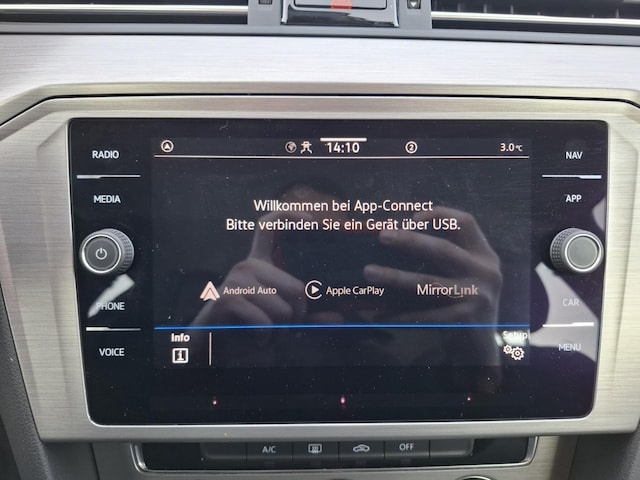 RADIO
MEDIA
PHONE
VOICE
14:10
2
3.0°C
Willkommen bei App-Connect
Bitte verbinden Sie ein Gerät über USB.
Android Auto
Apple CarPlay
MirrorLink
Info
Setup
NAV
APP
CAR
MENU
A/C
OFF